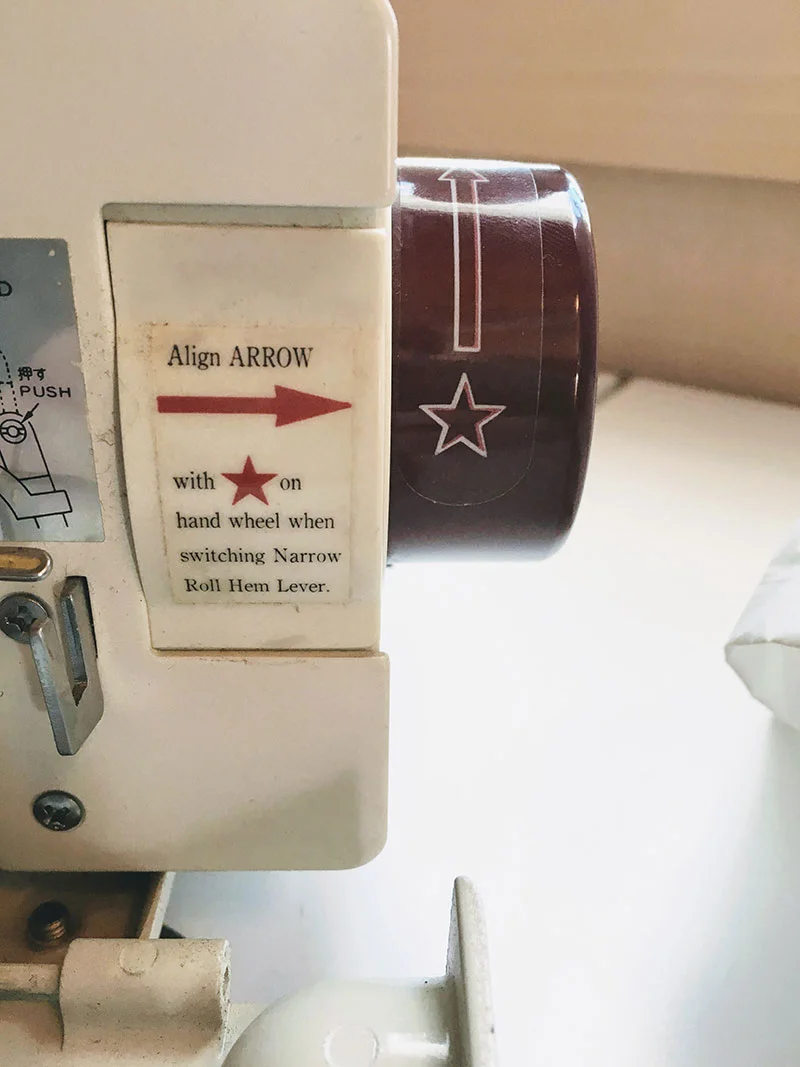 D
押す
PUSH
Align ARROW
with ★ on
hand wheel when
switching Narrow
Roll Hem Lever.